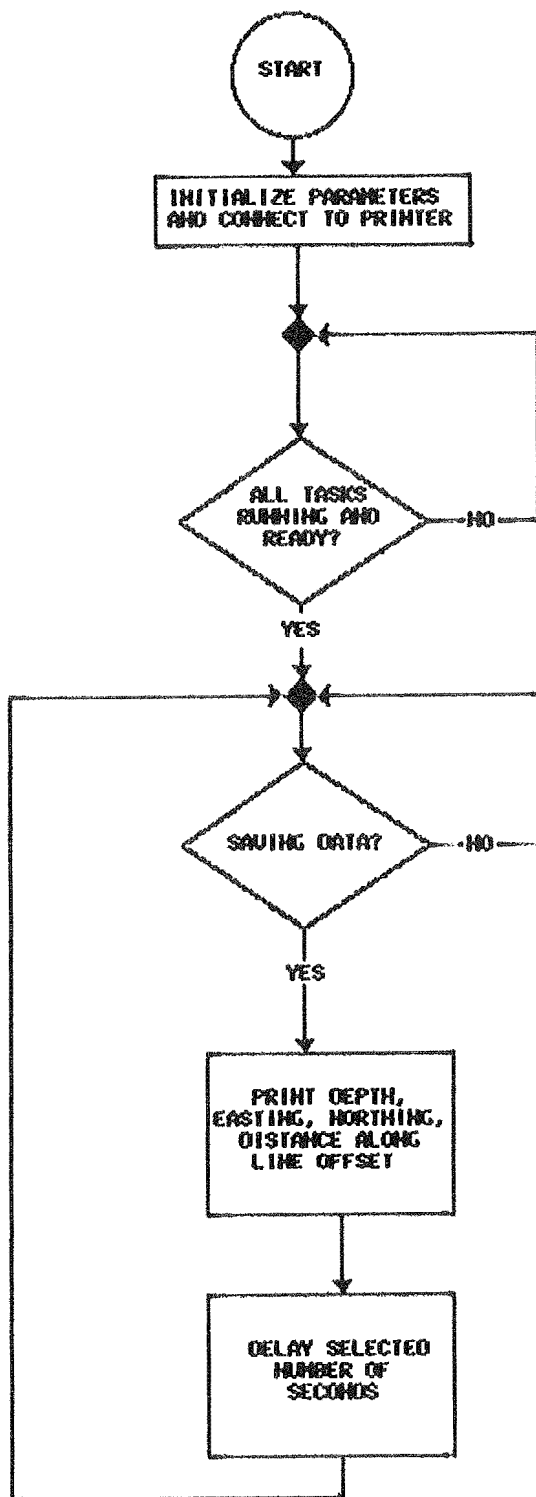 START
INITIALIZE PARAMETERS
AND CONNECT TO PRINTER
ALL TASKS
RUNNING AND
READY?
NO
YES
SAVING DATA?
NO
YES
PRINT DEPTH,
EASTING, NORTHING,
DISTANCE ALONG
LINE OFFSET
DELAY SELECTED
NUMBER OF
SECONDS